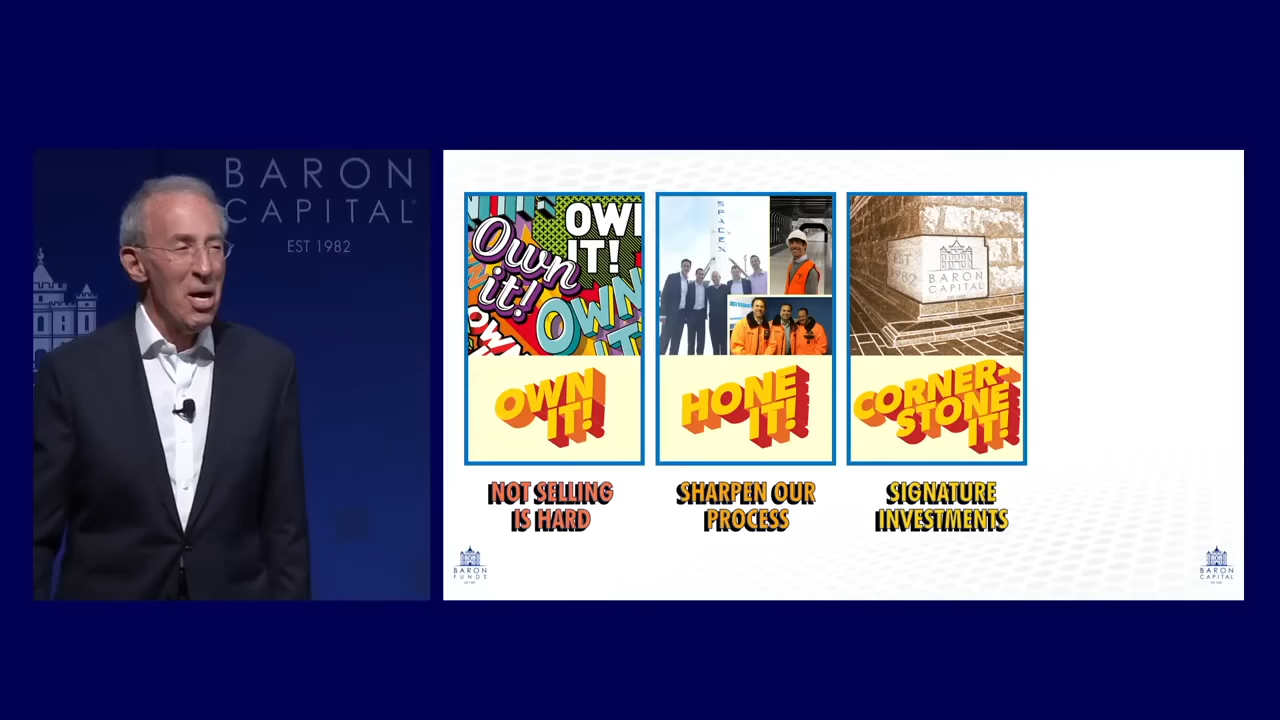 BARON
CAPITAL
EST 1982
OWN
IT!
Own
it!
OWN
IT
OWN
IT!
NOT SELLING
IS HARD
SPACEX
HONE
IT!
SHARPEN OUR
PROCESS
EST
1982
BARON
CAPITAL
CORNER-
STONE
IT!
SIGNATURE
INVESTMENTS
BARON
FUNDS
BARON
CAPITAL